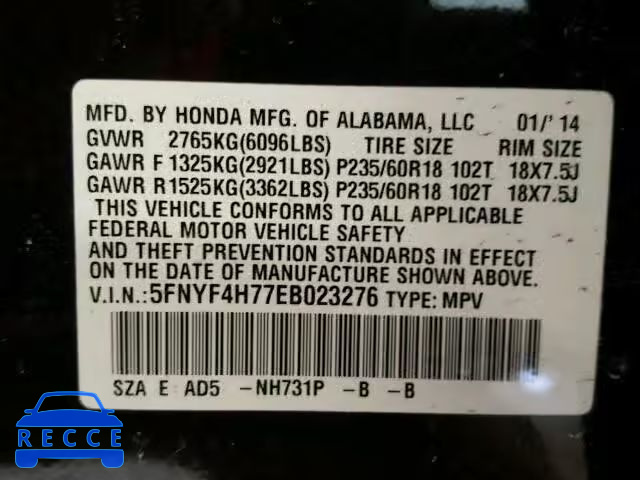 MFD. BY HONDA MFG. OF ALABAMA, LLC 01/'14
GVWR 2765KG(6096LBS) TIRE SIZE RIM SIZE
GAWR F 1325KG(2921LBS) P235/60R18 102T 18X7.5J
GAWR R1525KG(3362LBS) P235/60R18 102T 18X7.5J
THIS VEHICLE CONFORMS TO ALL APPLICABLE
FEDERAL MOTOR VEHICLE SAFETY
AND THEFT PREVENTION STANDARDS IN EFFECT
ON THE DATE OF MANUFACTURE SHOWN ABOVE.
V.I.N.:5FNYF4H77EB023276 TYPE: MPV
SZA E AD5 -NH731P -B -B
RECCE